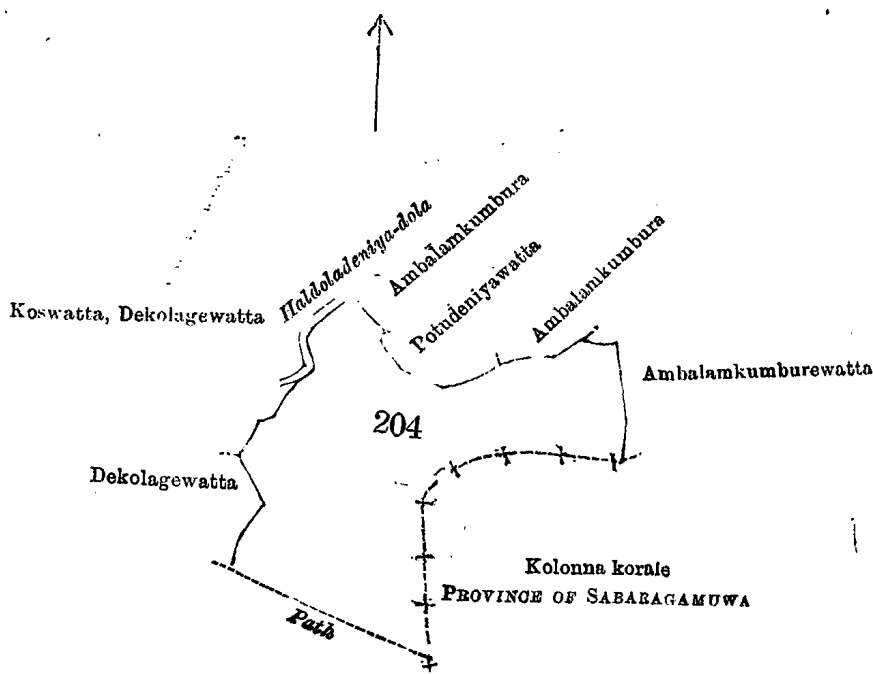 Haldoladeniya-dola
Ambalamkumbura
Potudeniyawatta
Ambalamkumbura
Koswatta, Dekolagewatta
Ambalamkumburewatta
204
Dekolagewatta
Kolonna korale
PROVINCE OF SABARAGAMUWA
Path